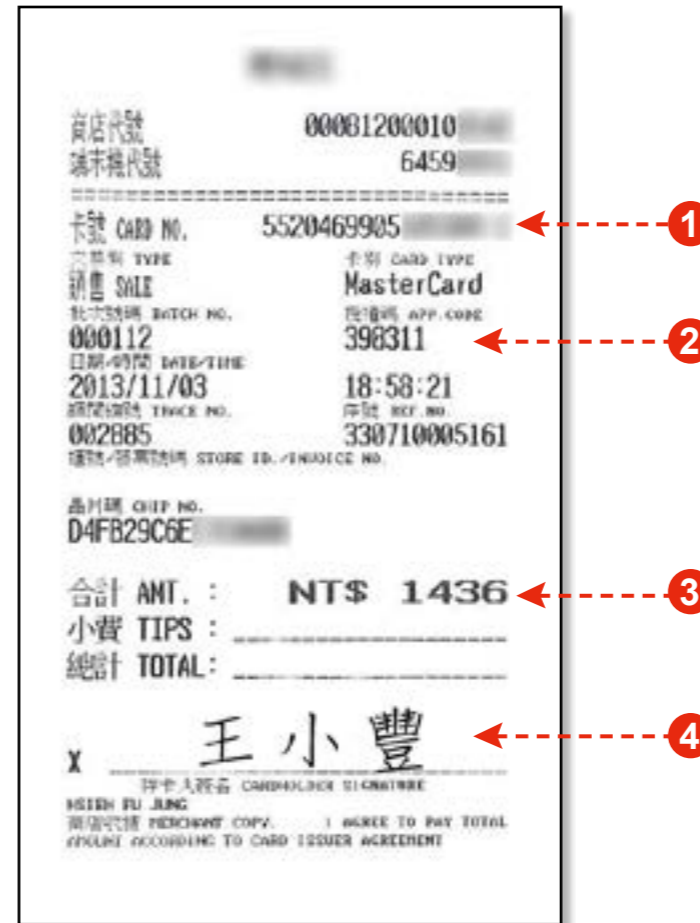 商店代號 00081200010
端末機代號 6459
卡號 CARD NO. 5520469905
1
交易別 TYPE 卡別 CARD TYPE
銷售 SALE MasterCard
批次號碼 BATCH NO. 授權碼 APP.CODE
000112 398311
2
日期/時間 DATE/TIME
2013/11/03 18:58:21
調閱編號 TRACE NO. 序號 REF.NO.
002885 330710005161
櫃號/發票號碼 STORE ID./INVOICE NO.
晶片碼 CHIP NO.
D4FB29C6E
合計 AMT. : NT$ 1436
3
小費 TIPS :
總計 TOTAL:
X 王小豐
4
持卡人簽名 CARDHOLDER SIGNATURE
HSIEH FU JUNG
商店收據 MERCHANT COPY. I AGREE TO PAY TOTAL
AMOUNT ACCORDING TO CARD ISSUER AGREEMENT